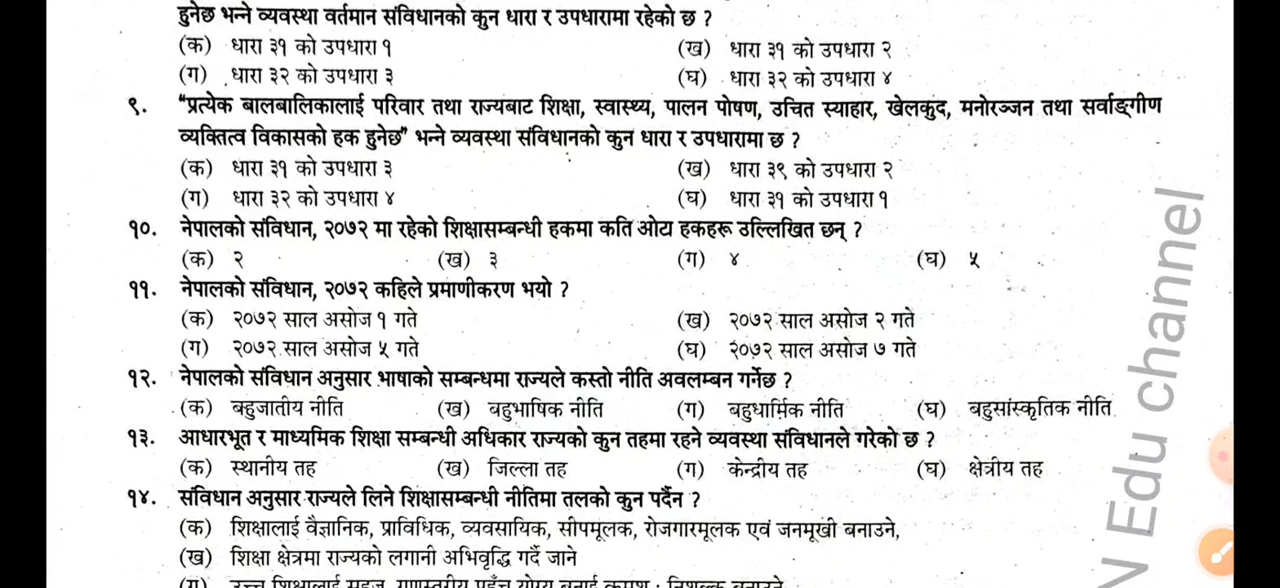 हुनेछ भन्ने व्यवस्था वर्तमान संविधानको कुन धारा र उपधारामा रहेको छ ?
(क) धारा ३१ को उपधारा १ (ख) धारा ३१ को उपधारा २
(ग) धारा ३२ को उपधारा ३ (घ) धारा ३२ को उपधारा ४
९. "प्रत्येक बालबालिकालाई परिवार तथा राज्यबाट शिक्षा, स्वास्थ्य, पालन पोषण, उचित स्याहार, खेलकुद, मनोरञ्जन तथा सर्वाङ्गीण
व्यक्तित्व विकासको हक हुनेछ" भन्ने व्यवस्था संविधानको कुन धारा र उपधारामा छ ?
(क) धारा ३१ को उपधारा ३ (ख) धारा ३९ को उपधारा २
(ग) धारा ३२ को उपधारा ४ (घ) धारा ३१ को उपधारा १
१०. नेपालको संविधान, २०७२ मा रहेको शिक्षासम्बन्धी हकमा कति ओटा हकहरू उल्लिखित छन् ?
(क) २ (ख) ३ (ग) ४ (घ) ५
११. नेपालको संविधान, २०७२ कहिले प्रमाणीकरण भयो ?
(क) २०७२ साल असोज १ गते (ख) २०७२ साल असोज २ गते
(ग) २०७२ साल असोज ५ गते (घ) २०७२ साल असोज ७ गते
१२. नेपालको संविधान अनुसार भाषाको सम्बन्धमा राज्यले कस्तो नीति अवलम्बन गर्नेछ ?
(क) बहुजातीय नीति (ख) बहुभाषिक नीति (ग) बहुधार्मिक नीति (घ) बहुसांस्कृतिक नीति
१३. आधारभूत र माध्यमिक शिक्षा सम्बन्धी अधिकार राज्यको कुन तहमा रहने व्यवस्था संविधानले गरेको छ ?
(क) स्थानीय तह (ख) जिल्ला तह (ग) केन्द्रीय तह (घ) क्षेत्रीय तह
१४. संविधान अनुसार राज्यले लिने शिक्षासम्बन्धी नीतिमा तलको कुन पर्दैन ?
(क) शिक्षालाई वैज्ञानिक, प्राविधिक, व्यवसायिक, सीपमूलक, रोजगारमूलक एवं जनमूखी बनाउने,
(ख) शिक्षा क्षेत्रमा राज्यको लगानी अभिवृद्धि गर्दै जाने
(ग) उच्च शिक्षालाई सहज, गुणस्तरीय
N Edu channel